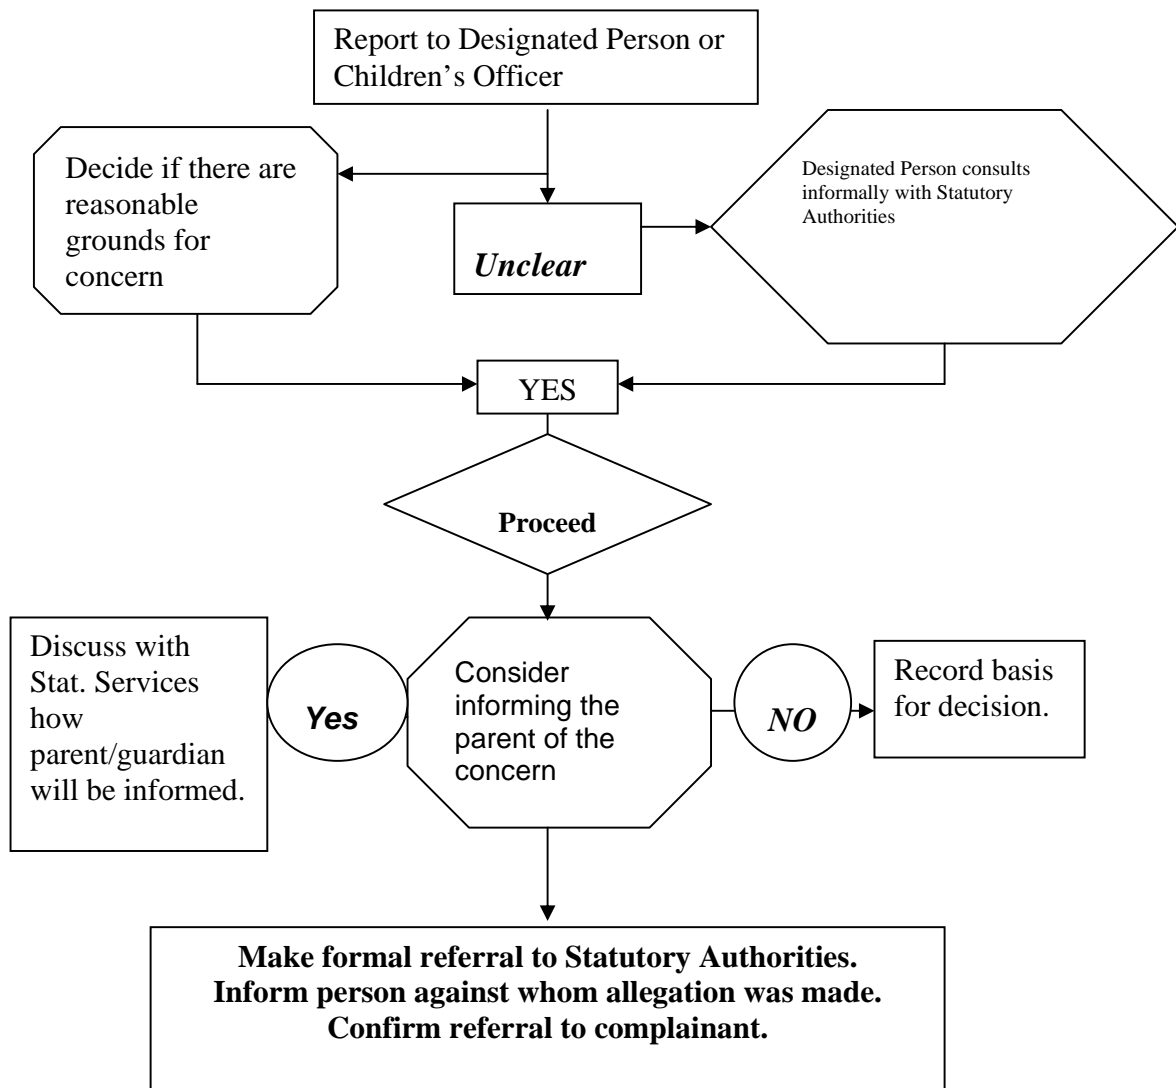 Report to Designated Person or
Children's Officer
Decide if there are
reasonable
grounds for
concern
Unclear
Designated Person consults
informally with Statutory
Authorities
YES
Proceed
Discuss with
Stat. Services
how
parent/guardian
will be informed.
Yes
Consider
informing the
parent of the
concern
NO
Record basis
for decision.
Make formal referral to Statutory Authorities.
Inform person against whom allegation was made.
Confirm referral to complainant.